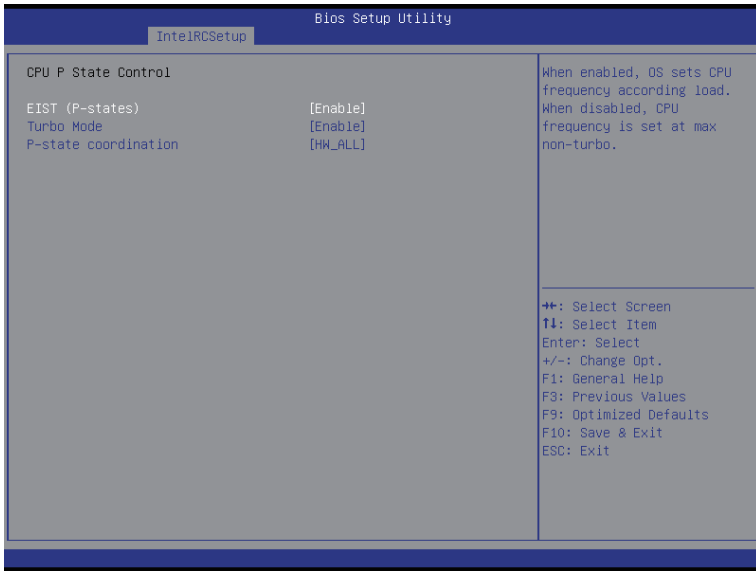 Bios Setup Utility
IntelRCSetup
CPU P State Control
EIST (P-states) [Enable]
Turbo Mode [Enable]
P-state coordination [HW_ALL]
When enabled, OS sets CPU
frequency according load.
When disabled, CPU
frequency is set at max
non-turbo.
→←: Select Screen
↑↓: Select Item
Enter: Select
+/-: Change Opt.
F1: General Help
F3: Previous Values
F9: Optimized Defaults
F10: Save & Exit
ESC: Exit